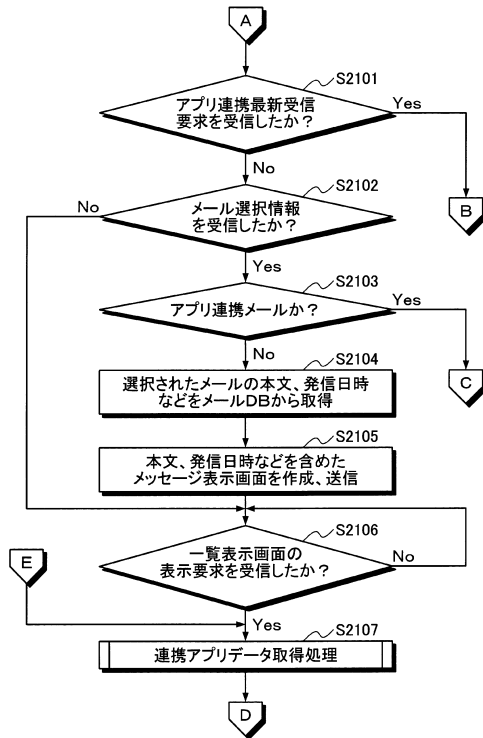 A
S2101
アプリ連携最新受信
要求を受信したか？
Yes
No
B
S2102
メール選択情報
を受信したか？
No
Yes
S2103
アプリ連携メールか？
Yes
No
C
S2104
選択されたメールの本文、発信日時
などをメールDBから取得
S2105
本文、発信日時などを含めた
メッセージ表示画面を作成、送信
S2106
一覧表示画面の
表示要求を受信したか？
No
E
Yes
S2107
連携アプリデータ取得処理
D